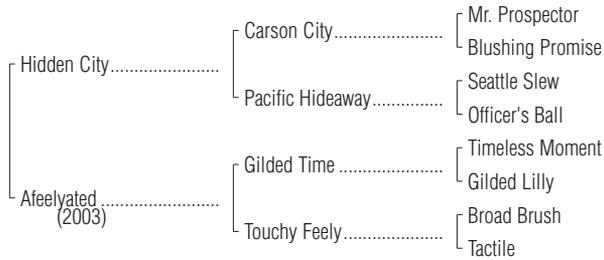 Mr. Prospector
Carson City
Blushing Promise
Hidden City
Seattle Slew
Pacific Hideaway
Officer's Ball
Timeless Moment
Gilded Time
Gilded Lilly
Afeelyated
(2003)
Broad Brush
Touchy Feely
Tactile